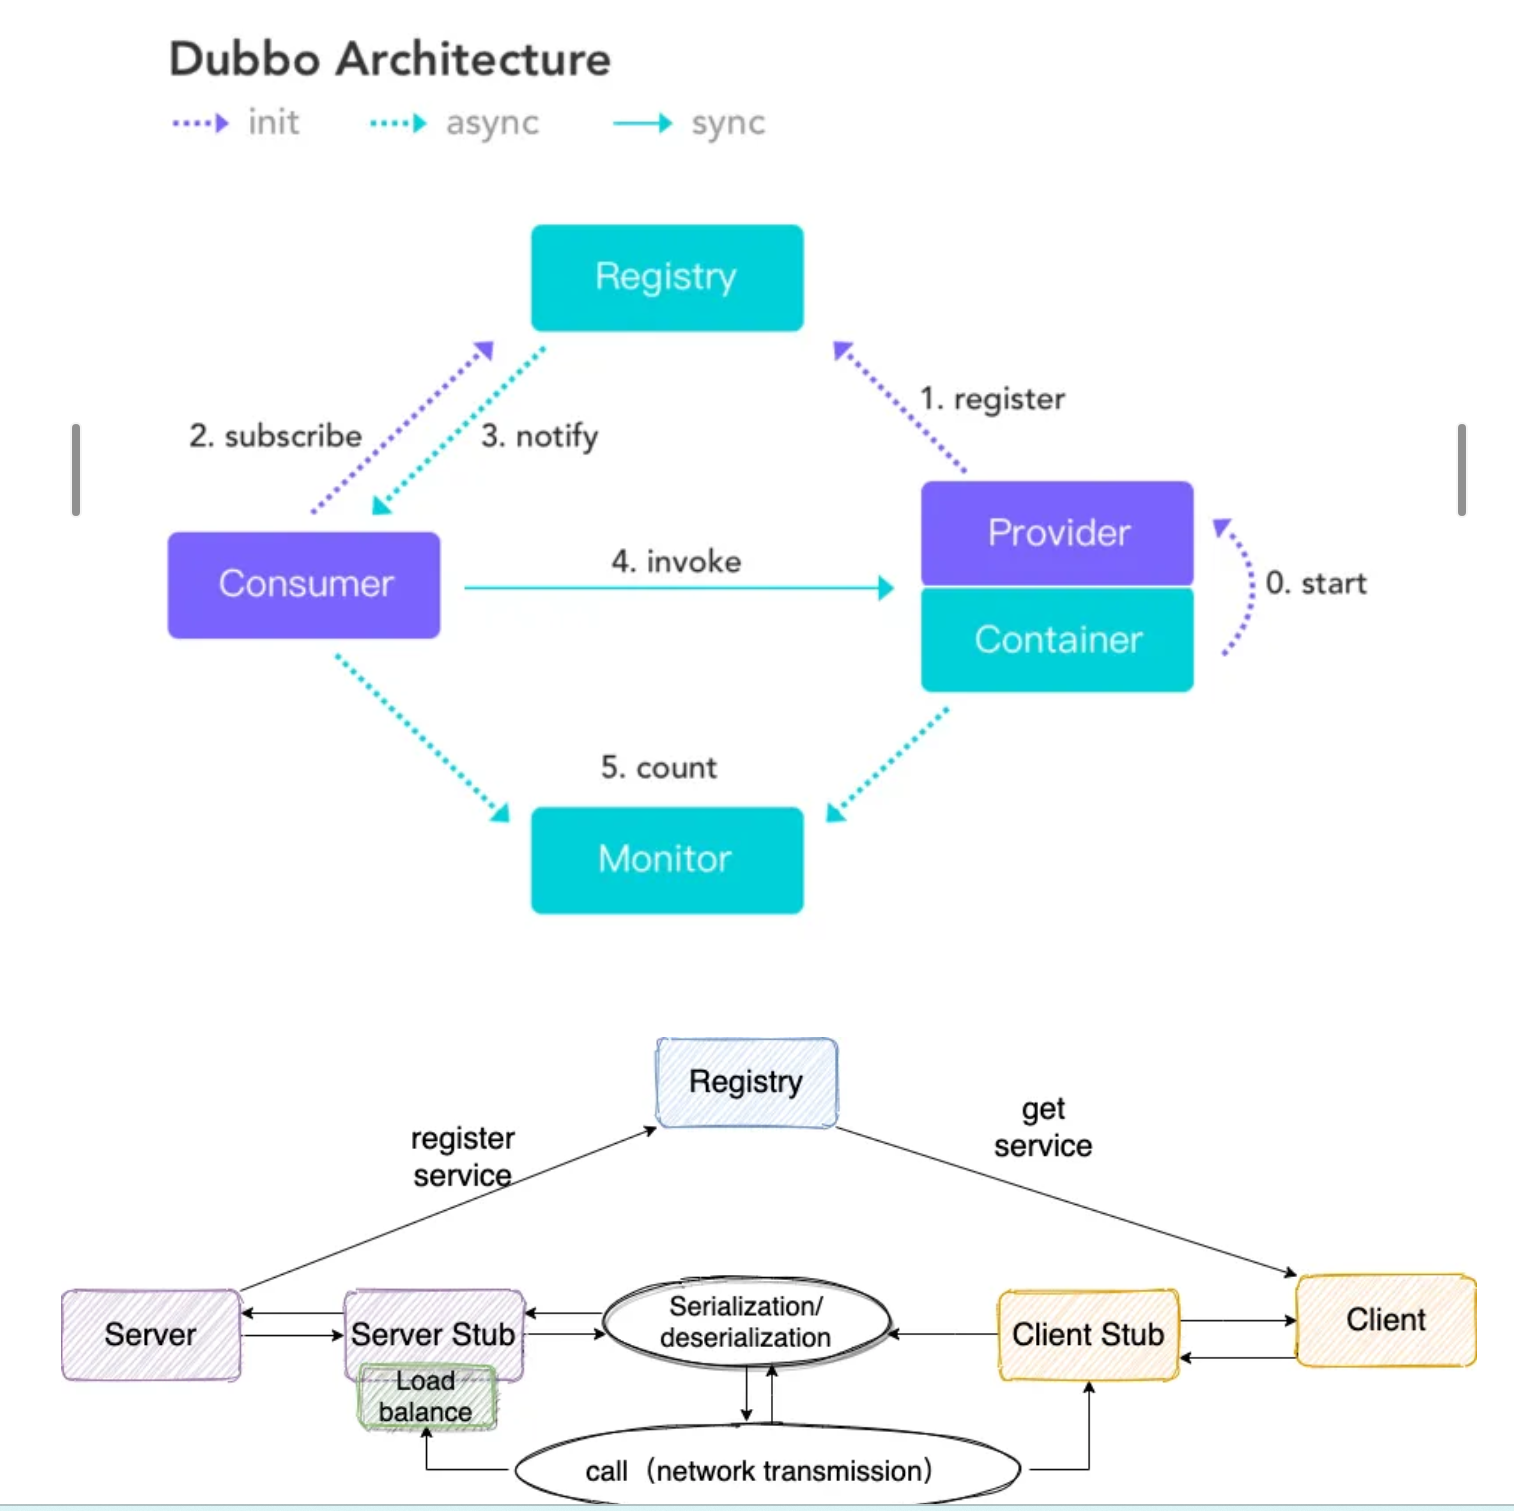 Dubbo Architecture
init async sync
Registry
1. register
2. subscribe
3. notify
Provider
4. invoke
Consumer
0. start
Container
5. count
Monitor
Registry
get
service
register
service
Serialization/
deserialization
Server
Server Stub
Client Stub
Client
Load
balance
call（network transmission）